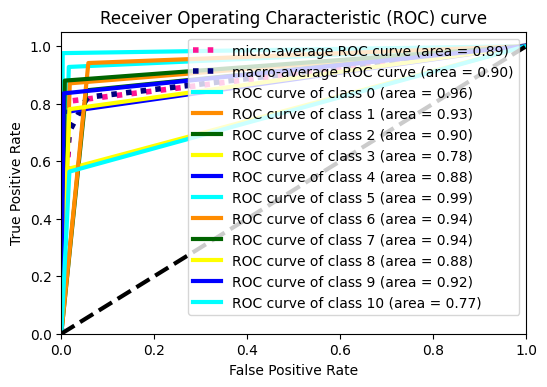 Receiver Operating Characteristic (ROC) curve
1.0
0.8
0.6
0.4
0.2
0.0
True Positive Rate
micro-average ROC curve (area = 0.89)
macro-average ROC curve (area = 0.90)
ROC curve of class 0 (area = 0.96)
ROC curve of class 1 (area = 0.93)
ROC curve of class 2 (area = 0.90)
ROC curve of class 3 (area = 0.78)
ROC curve of class 4 (area = 0.88)
ROC curve of class 5 (area = 0.99)
ROC curve of class 6 (area = 0.94)
ROC curve of class 7 (area = 0.94)
ROC curve of class 8 (area = 0.88)
ROC curve of class 9 (area = 0.92)
ROC curve of class 10 (area = 0.77)
0.0 0.2 0.4 0.6 0.8 1.0
False Positive Rate